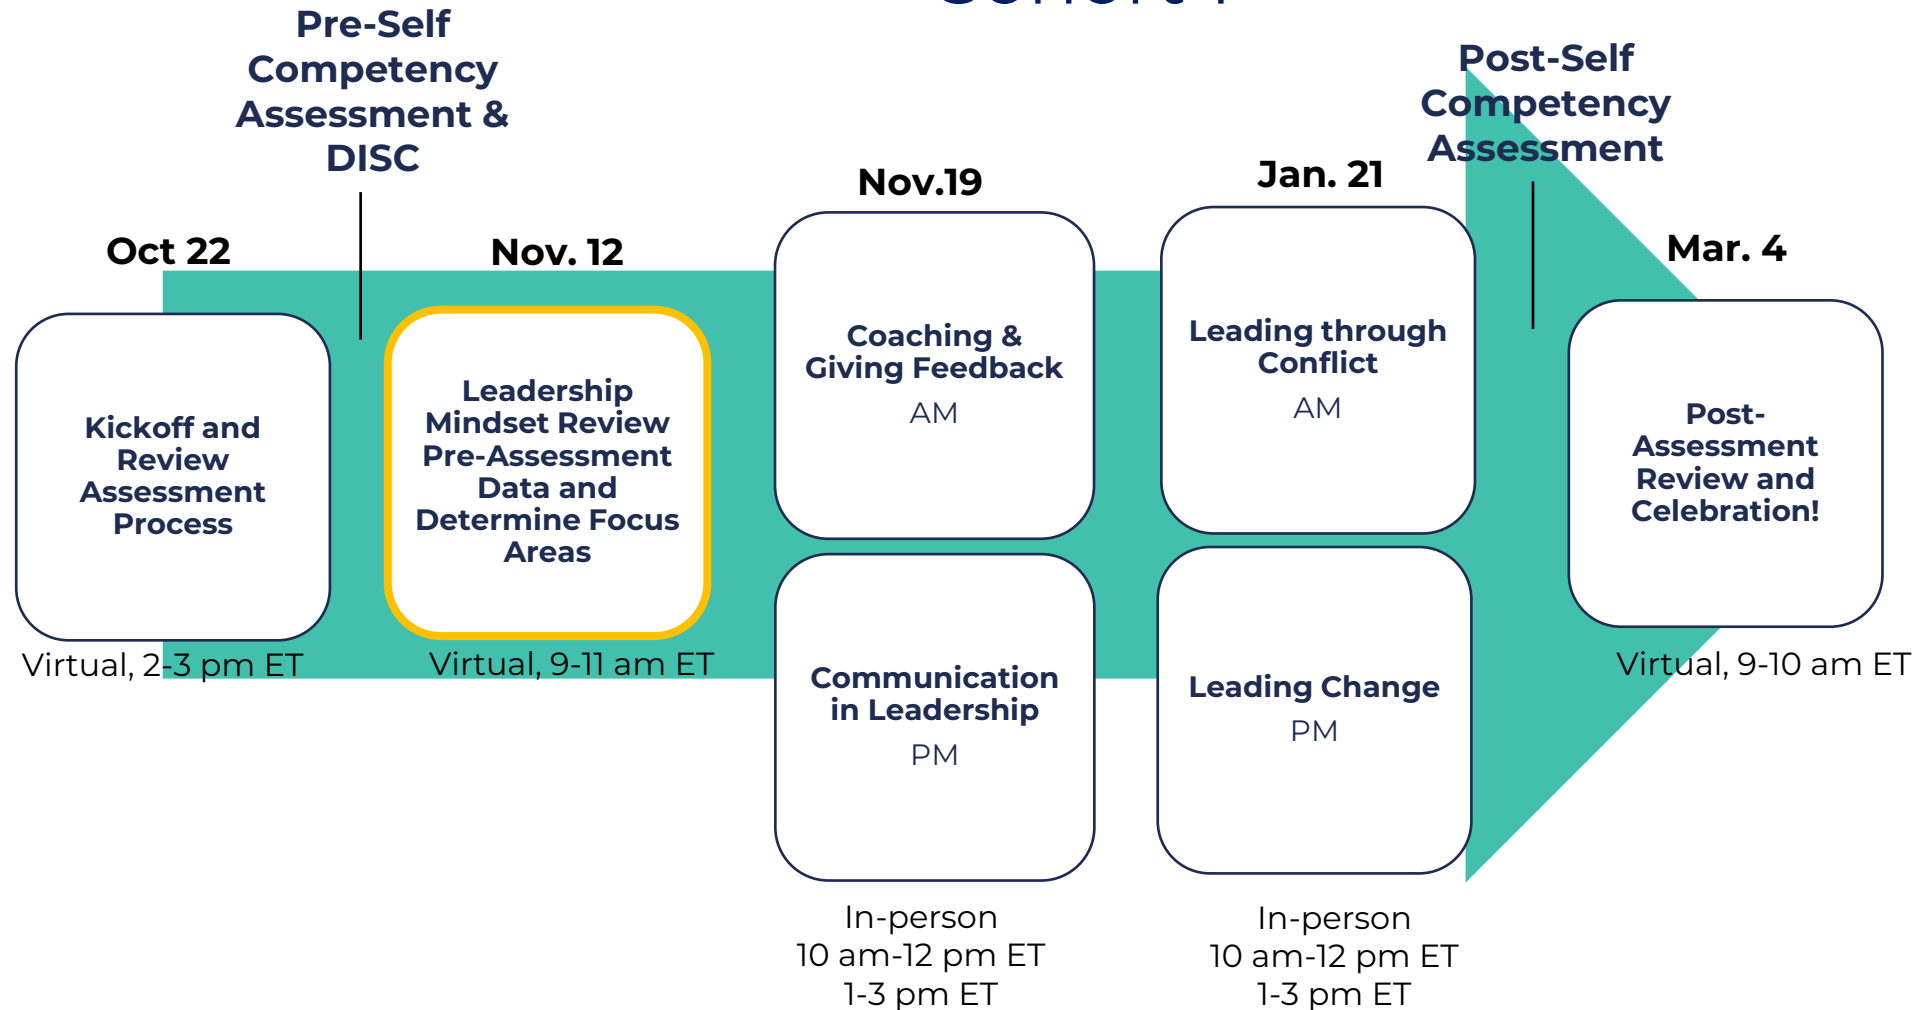 Pre-Self
Competency
Assessment &
DISC
Post-Self
Competency
Assessment
Oct 22
Kickoff and
Review
Assessment
Process
Virtual, 2-3 pm ET
Nov. 12
Leadership
Mindset Review
Pre-Assessment
Data and
Determine Focus
Areas
Virtual, 9-11 am ET
Nov.19
Coaching &
Giving Feedback
AM
Communication
in Leadership
PM
In-person
10 am-12 pm ET
1-3 pm ET
Jan. 21
Leading through
Conflict
AM
Leading Change
PM
In-person
10 am-12 pm ET
1-3 pm ET
Mar. 4
Post-
Assessment
Review and
Celebration!
Virtual, 9-10 am ET